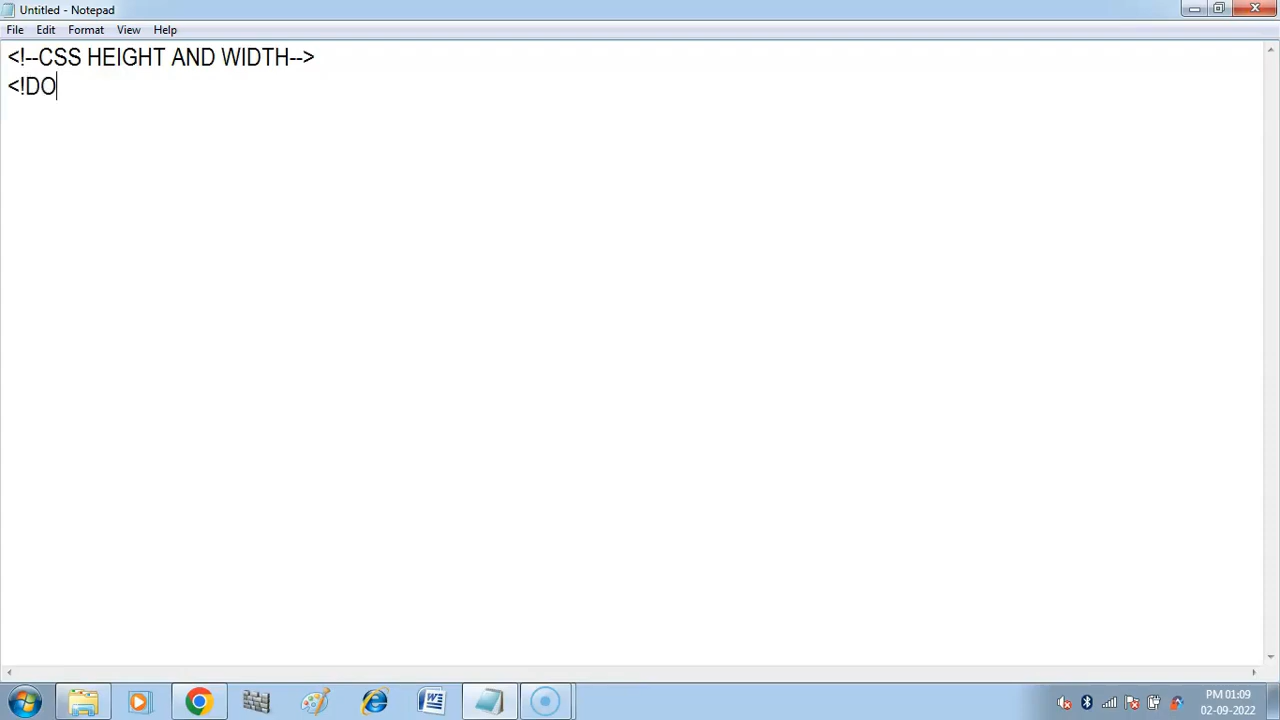 Untitled - Notepad
File Edit Format View Help
<!--CSS HEIGHT AND WIDTH-->
<!DO
PM 01:09
02-09-2022